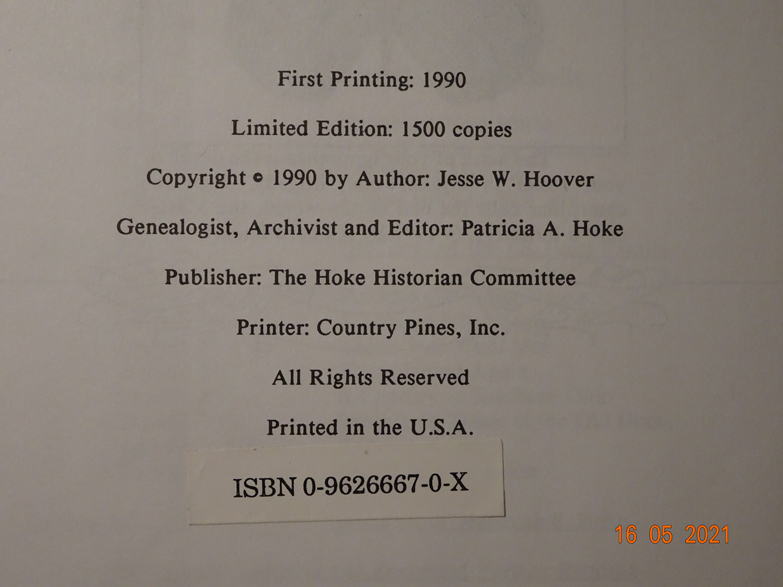 First Printing: 1990
Limited Edition: 1500 copies
Copyright © 1990 by Author: Jesse W. Hoover
Genealogist, Archivist and Editor: Patricia A. Hoke
Publisher: The Hoke Historian Committee
Printer: Country Pines, Inc.
All Rights Reserved
Printed in the U.S.A.
ISBN 0-9626667-0-X
16 05 2021